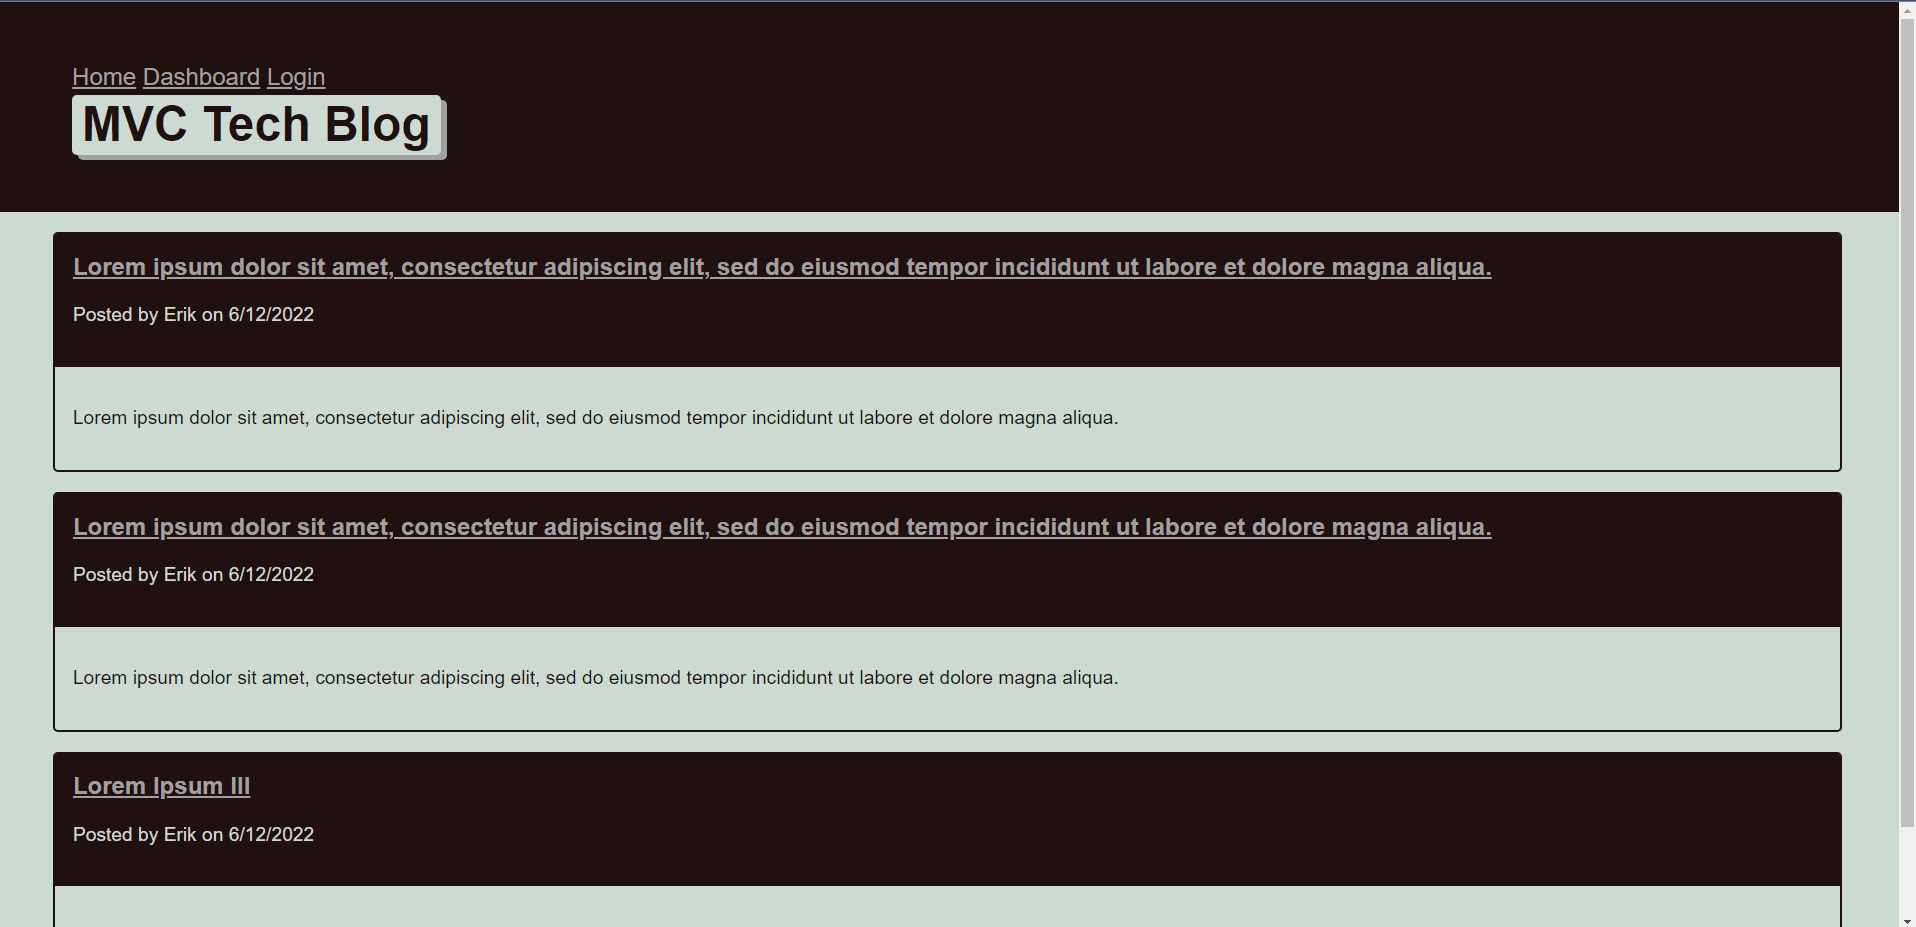 Home Dashboard Login
MVC Tech Blog
Lorem ipsum dolor sit amet, consectetur adipiscing elit, sed do eiusmod tempor incididunt ut labore et dolore magna aliqua.
Posted by Erik on 6/12/2022
Lorem ipsum dolor sit amet, consectetur adipiscing elit, sed do eiusmod tempor incididunt ut labore et dolore magna aliqua.
Lorem ipsum dolor sit amet, consectetur adipiscing elit, sed do eiusmod tempor incididunt ut labore et dolore magna aliqua.
Posted by Erik on 6/12/2022
Lorem ipsum dolor sit amet, consectetur adipiscing elit, sed do eiusmod tempor incididunt ut labore et dolore magna aliqua.
Lorem Ipsum III
Posted by Erik on 6/12/2022